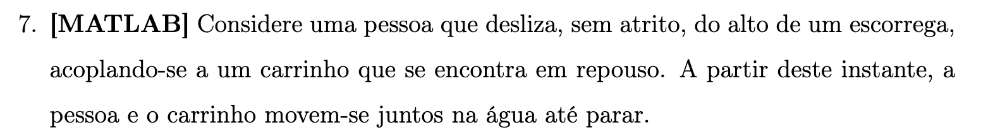 7. [MATLAB] Considere uma pessoa que desliza, sem atrito, do alto de um escorrega,
acoplando-se a um carrinho que se encontra em repouso. A partir deste instante, a
pessoa e o carrinho movem-se juntos na água até parar.